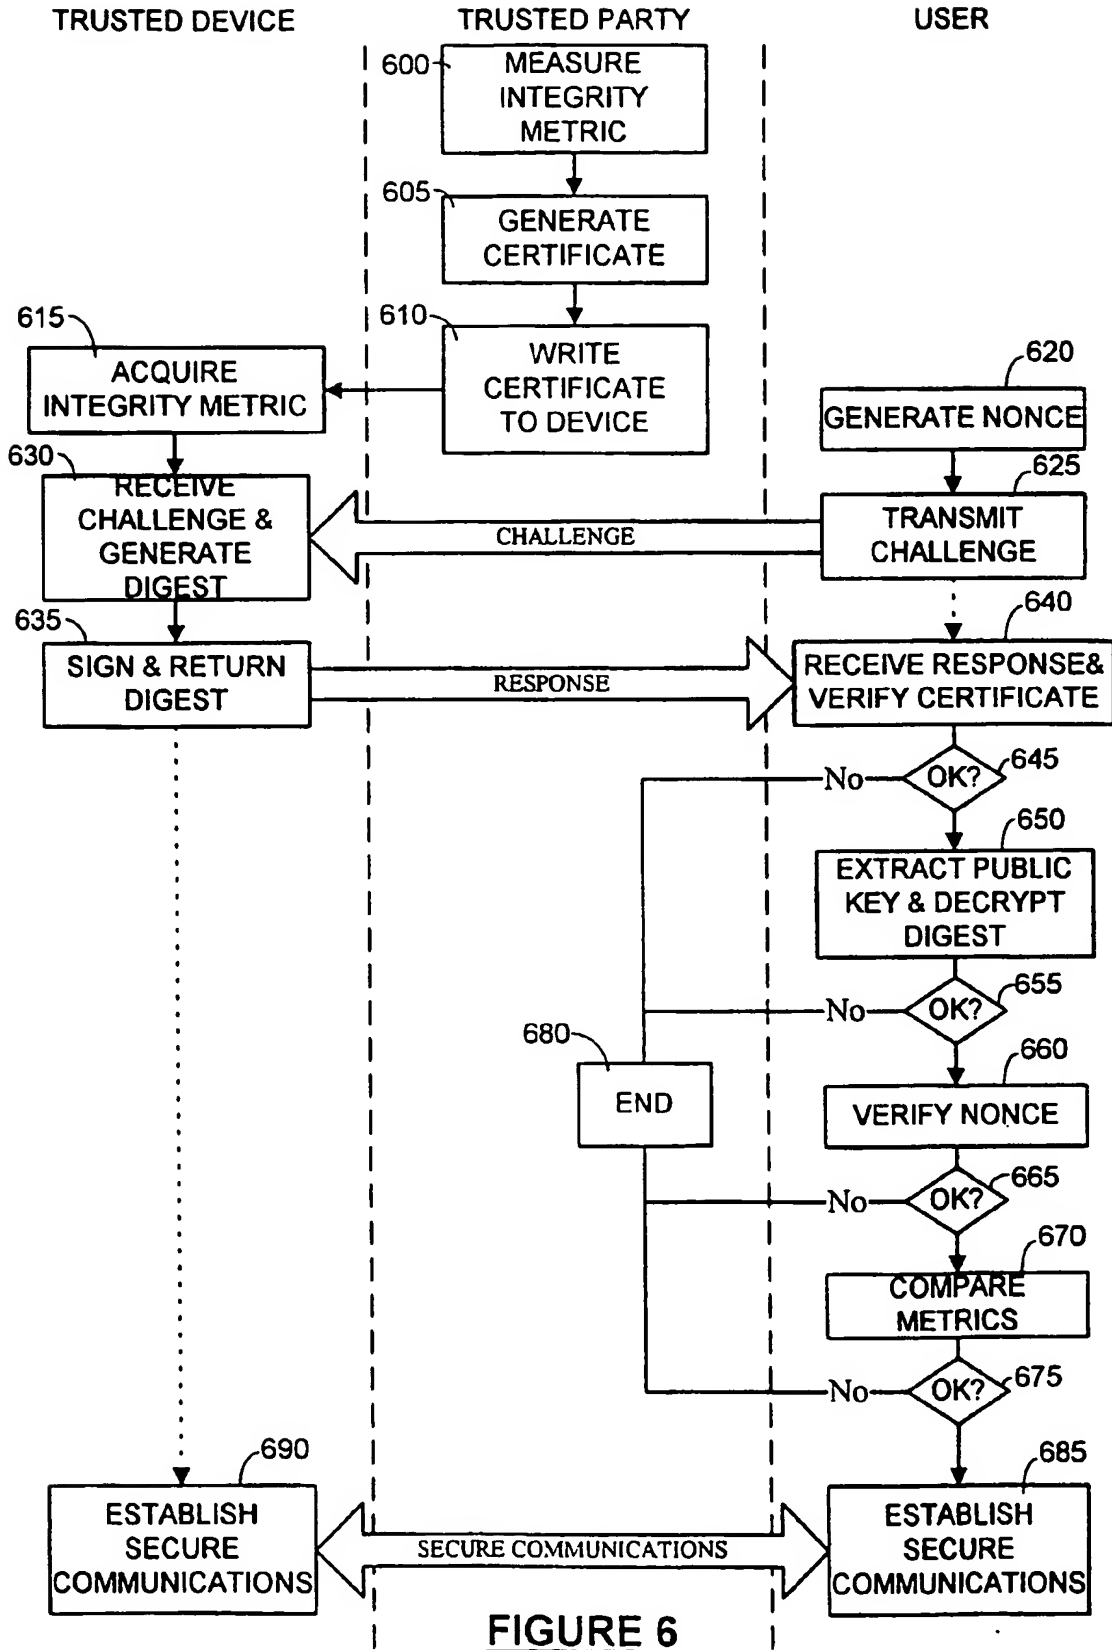 TRUSTED DEVICE
TRUSTED PARTY
USER
600
MEASURE
INTEGRITY
METRIC
605
GENERATE
CERTIFICATE
610
WRITE
CERTIFICATE
TO DEVICE
615
ACQUIRE
INTEGRITY METRIC
620
GENERATE NONCE
625
TRANSMIT
CHALLENGE
CHALLENGE
630
RECEIVE
CHALLENGE &
GENERATE
DIGEST
635
SIGN & RETURN
DIGEST
RESPONSE
640
RECEIVE RESPONSE&
VERIFY CERTIFICATE
No
OK?
645
650
EXTRACT PUBLIC
KEY & DECRYPT
DIGEST
No
OK?
655
680
END
660
VERIFY NONCE
No
OK?
665
670
COMPARE
METRICS
No
OK?
675
690
ESTABLISH
SECURE
COMMUNICATIONS
SECURE COMMUNICATIONS
685
ESTABLISH
SECURE
COMMUNICATIONS
FIGURE 6